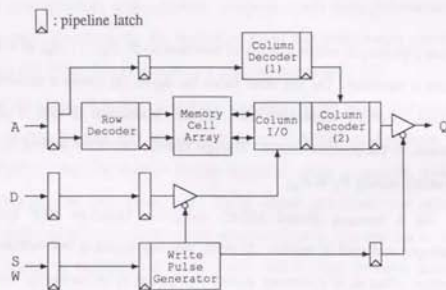 : pipeline latch
Column
Decoder
(1)
A
Row
Decoder
Memory
Cell
Array
Column
I/O
Column
Decoder
(2)
Q
D
S
W
Write
Pulse
Generator